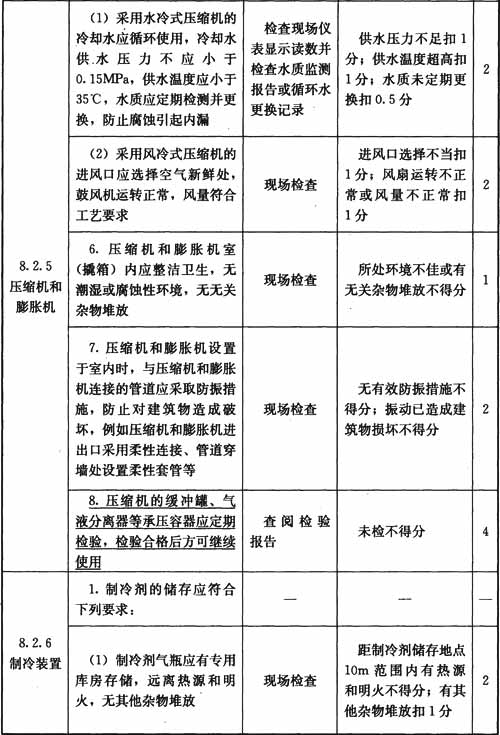 (1) 采用水冷式压缩机的
冷却水应循环使用，冷却水
供水压力不应小于
0.15MPa，供水温度应小于
35℃，水质应定期检测并更
换，防止腐蚀引起内漏
检查现场仪
表显示读数并
检查水质监测
报告或循环水
更换记录
供水压力不足扣1
分；供水温度超高扣
1分；水质未定期更
换扣0.5分
2
(2) 采用风冷式压缩机的
进风口应选择空气新鲜处，
鼓风机运转正常，风量符合
工艺要求
现场检查
进风口选择不当扣
1分；风扇运转不正
常或风量不正常扣
1分
2
8.2.5
压缩机和
膨胀机
6. 压缩机和膨胀机室
(撬箱) 内应整洁卫生，无
潮湿或腐蚀性环境，无无关
杂物堆放
现场检查
所处环境不佳或有
无关杂物堆放不得分
1
7. 压缩机和膨胀机设置
于室内时，与压缩机和膨胀
机连接的管道应采取防振措
施，防止对建筑物造成破
坏，例如压缩机和膨胀机进
出口采用柔性连接、管道穿
墙处设置柔性套管等
现场检查
无有效防振措施不
得分；振动已造成建
筑物损坏不得分
2
8. 压缩机的缓冲罐、气
液分离器等承压容器应定期
检验，检验合格后方可继续
使用
查阅检验
报告
未检不得分
4
8.2.6
制冷装置
1. 制冷剂的储存应符合
下列要求：
—
—
—
(1) 制冷剂气瓶应有专用
库房存储，远离热源和明
火，无其他杂物堆放
现场检查
距制冷剂储存地点
10m范围内有热源
和明火不得分；有其
他杂物堆放扣1分
2